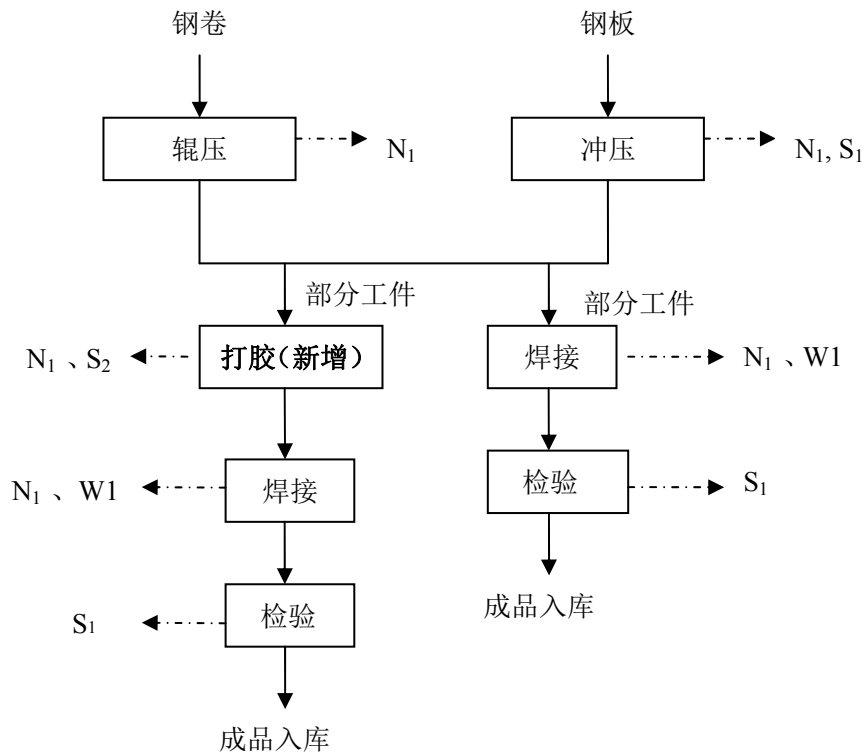 钢卷
钢板
辊压
N₁
冲压
N₁, S₁
部分工件
部分工件
N₁ 、S₂
打胶（新增）
焊接
N₁ 、W1
N₁ 、W1
焊接
检验
S₁
S₁
检验
成品入库
成品入库